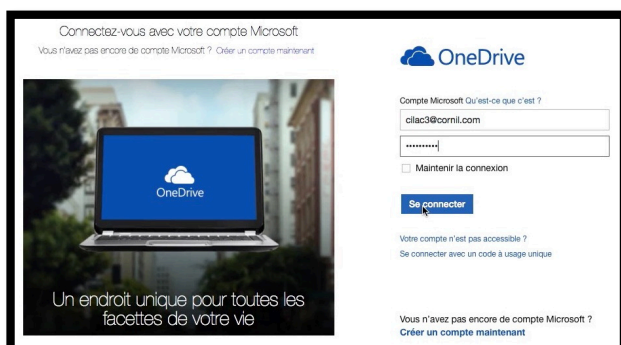 Connectez-vous avec votre compte Microsoft
Vous n'avez pas encore de compte Microsoft ? Créer un compte maintenant
OneDrive
Un endroit unique pour toutes les
facettes de votre vie
OneDrive
Compte Microsoft Qu'est-ce que c'est ?
cilac3@cornil.com
••••••••••
Maintenir la connexion
Se connecter
Votre compte n'est pas accessible ?
Se connecter avec un code à usage unique
Vous n'avez pas encore de compte Microsoft ?
Créer un compte maintenant